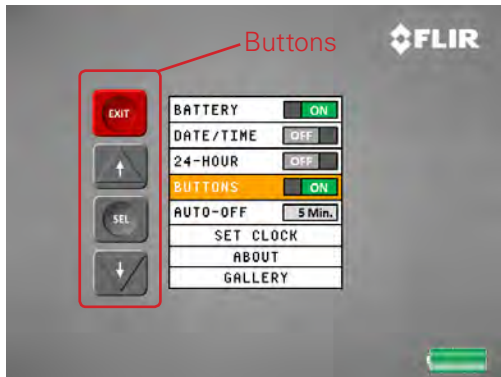 Buttons
FLIR
EXIT
SEL
BATTERY ON
DATE/TIME OFF
24-HOUR OFF
BUTTONS ON
AUTO-OFF 5 Min.
SET CLOCK
ABOUT
GALLERY